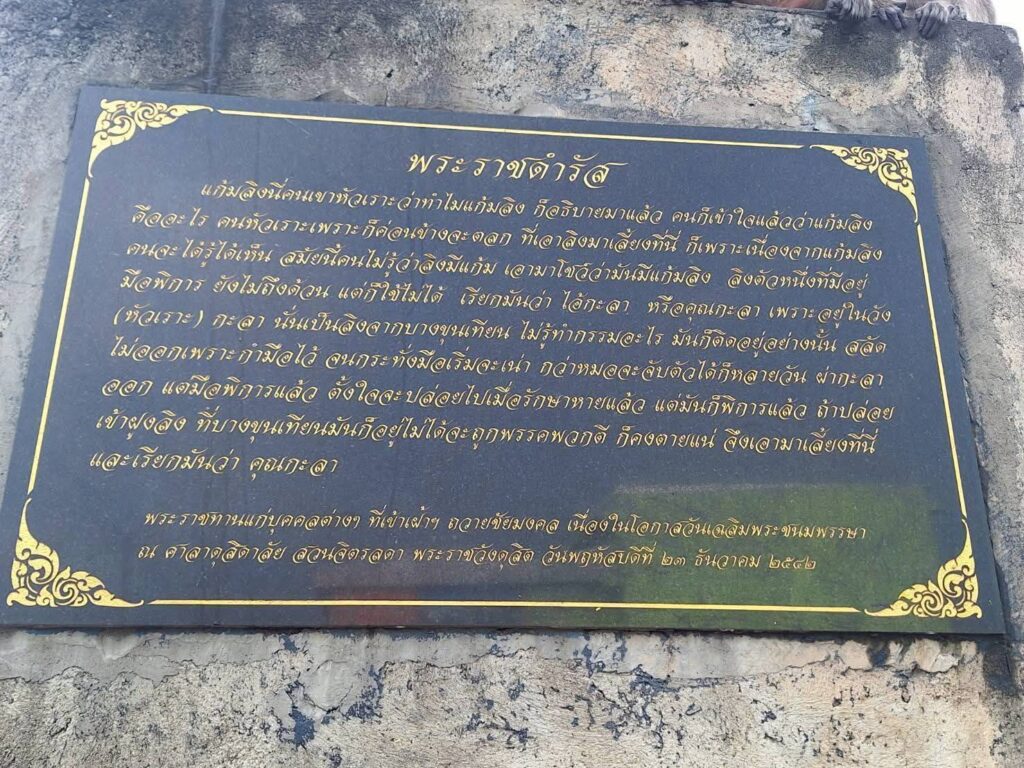 พระราชดำรัส
แก้มลิงนี่คนเขาหัวเราะว่าทำไมแก้มลิง ก็อธิบายมาแล้ว คนก็เข้าใจแล้วว่าแก้มลิง
คืออะไร คนหัวเราะเพราะก็ค่อนข้างจะตลก ที่เอาลิงมาเลี้ยงที่นี่ ก็เพราะเนื่องจากแก้มลิง
คนจะได้รู้ได้เห็น สมัยนี้คนไม่รู้ว่าลิงมีแก้ม เอามาโชว์ว่ามันมีแก้มลิง ลิงตัวหนึ่งที่มีอยู่
มือพิการ ยังไม่ถึงด้วน แต่ก็ใช้ไม่ได้ เรียกมันว่า ไอ้กะลา หรือคุณกะลา เพราะอยู่ในวัง
(หัวเราะ) กะลา นั่นเป็นลิงจากบางขุนเทียน ไม่รู้ทำกรรมอะไร มันก็ติดอยู่อย่างนั้น สลัด
ไม่ออกเพราะกำมือไว้ จนกระทั่งมือเริ่มจะเน่า กว่าหมอจะจับตัวได้ก็หลายวัน ผ่ากะลา
ออก แต่มือพิการแล้ว ตั้งใจจะปล่อยไปเมื่อรักษาหายแล้ว แต่มันก็พิการแล้ว ถ้าปล่อย
เข้าฝูงลิง ที่บางขุนเทียนมันก็อยู่ไม่ได้จะถูกพรรคพวกตี ก็คงตายแน่ จึงเอามาเลี้ยงที่นี่
และเรียกมันว่า คุณกะลา
พระราชทานแก่บุคคลต่างๆ ที่เข้าเฝ้าฯ ถวายชัยมงคล เนื่องในโอกาสวันเฉลิมพระชนมพรรษา
ณ ศาลาดุสิดาลัย สวนจิตรลดา พระราชวังดุสิต วันพฤหัสบดีที่ ๒๓ ธันวาคม ๒๕๔๒